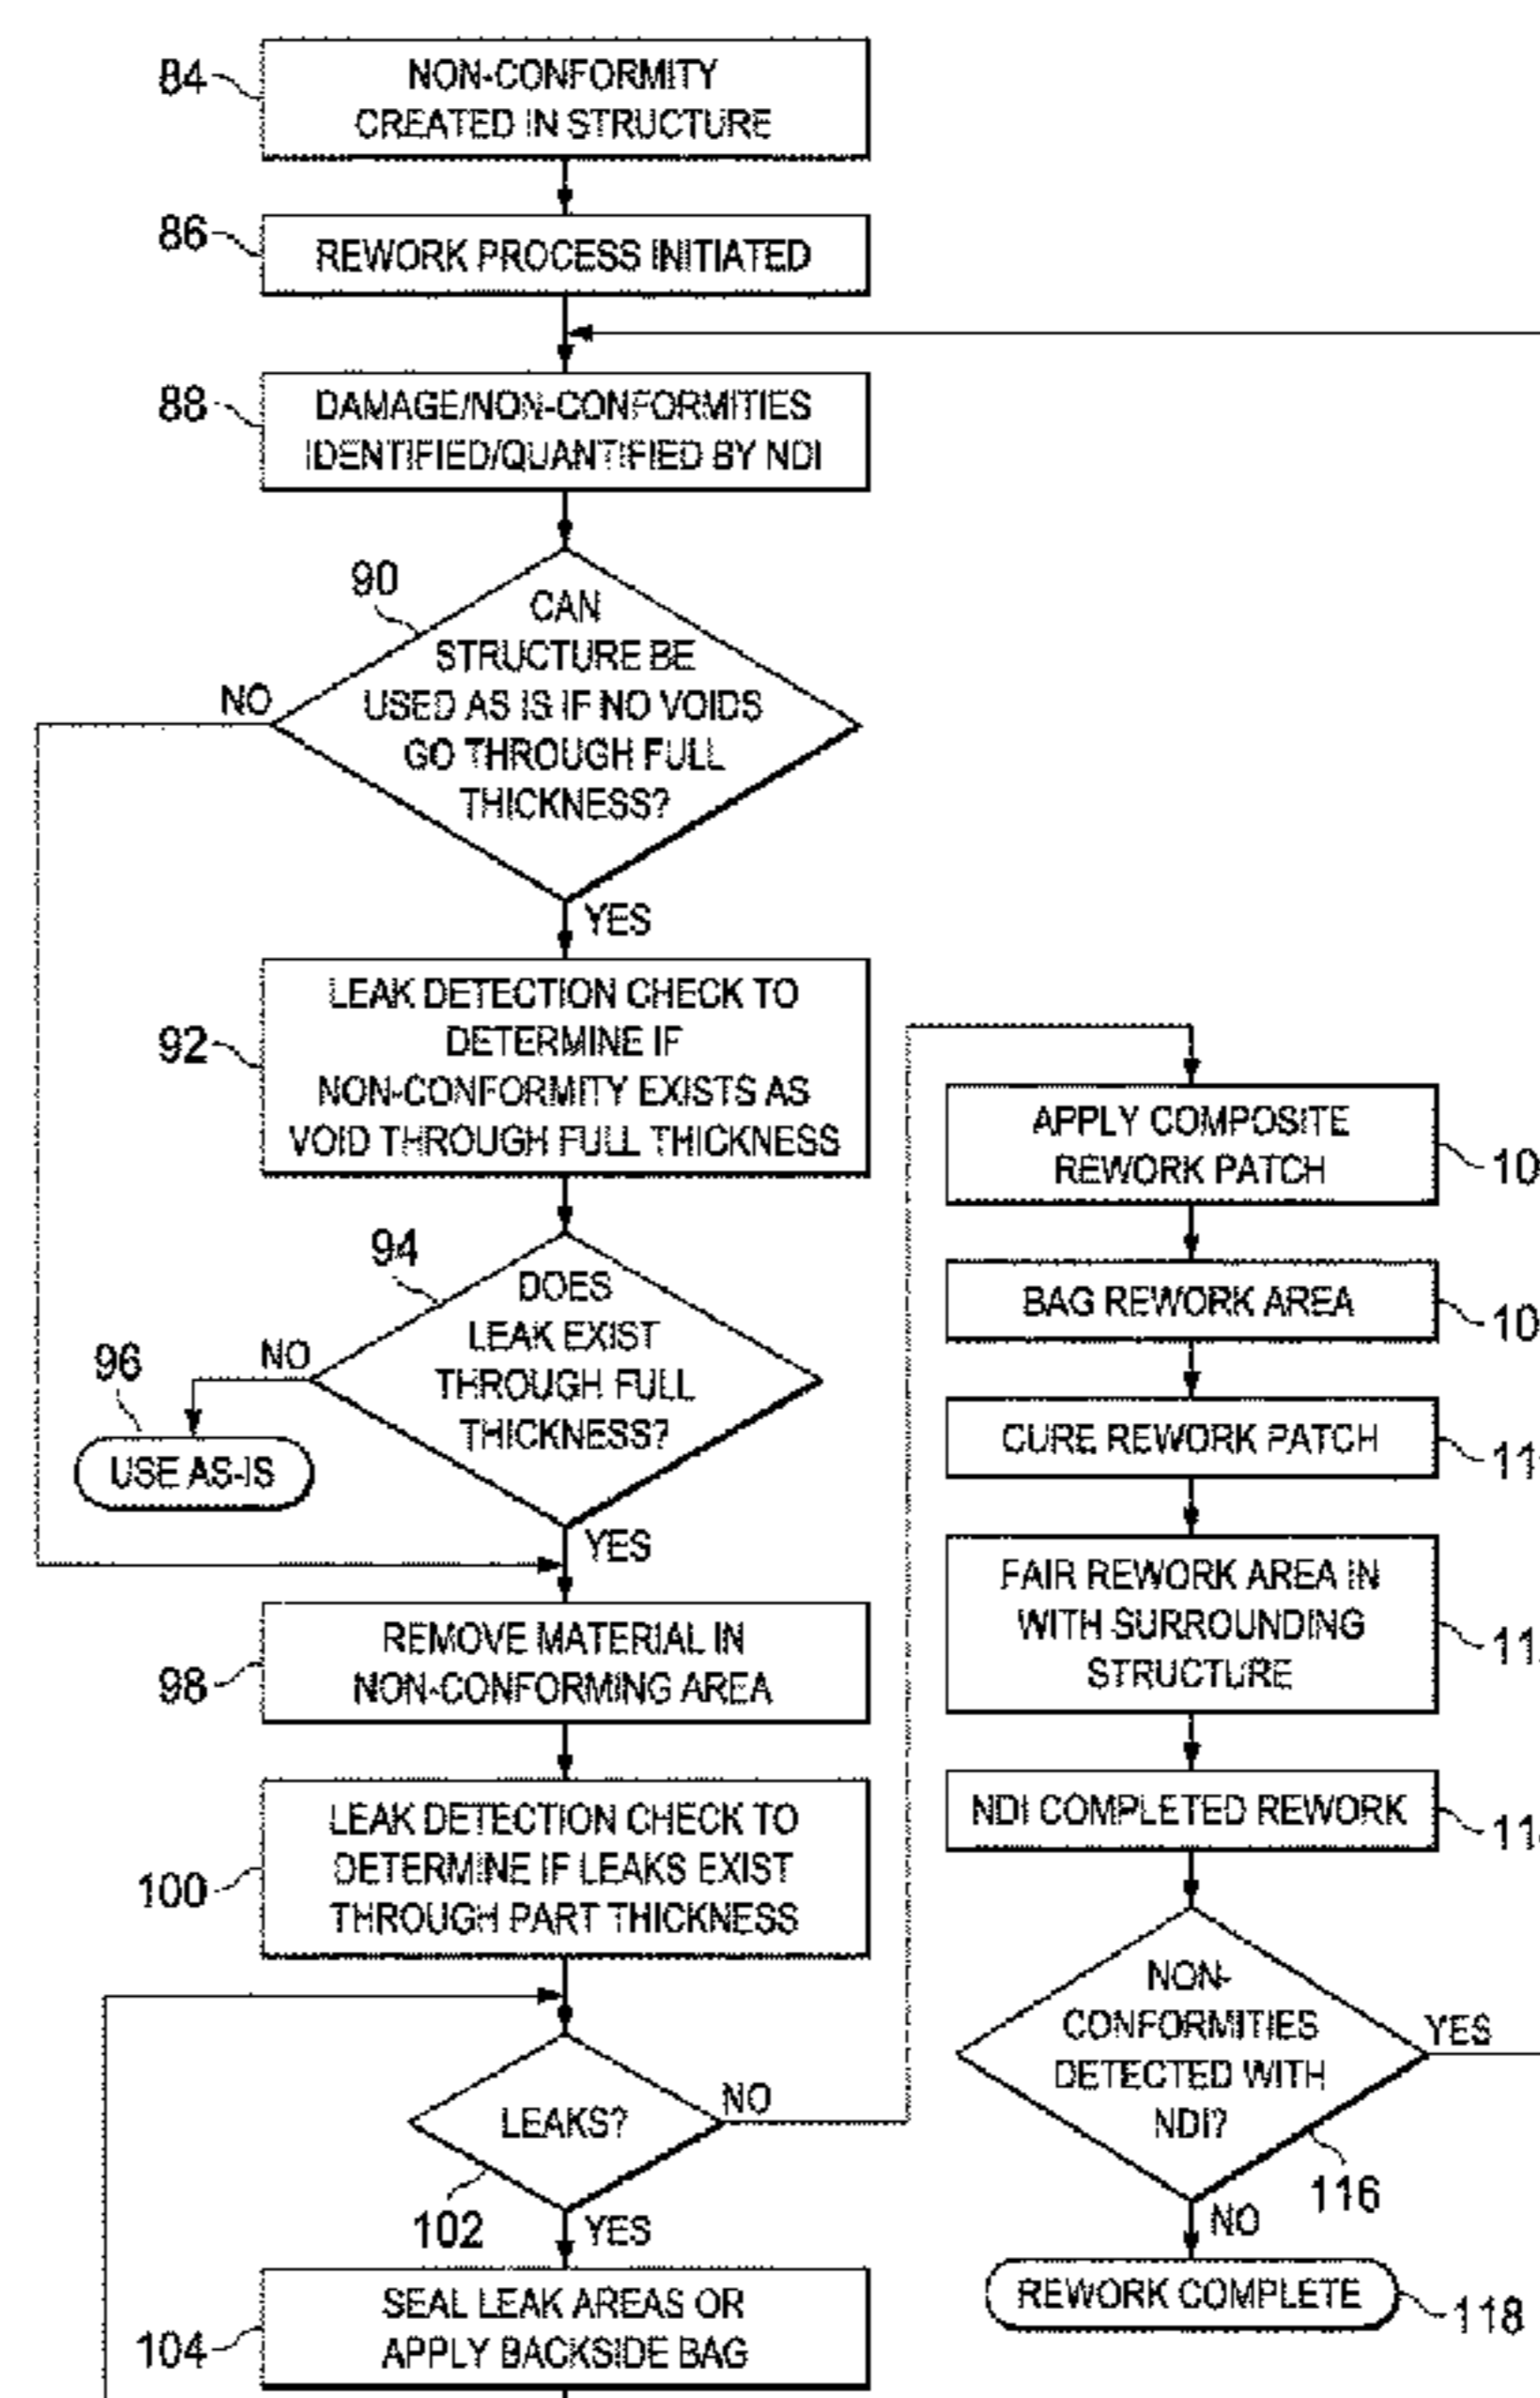 84
NON-CONFORMITY
CREATED IN STRUCTURE
86
REWORK PROCESS INITIATED
88
DAMAGE/NON-CONFORMITIES
IDENTIFIED/QUANTIFIED BY NDI
90
CAN
STRUCTURE BE
USED AS IS IF NO VOIDS
GO THROUGH FULL
THICKNESS?
NO
YES
92
LEAK DETECTION CHECK TO
DETERMINE IF
NON-CONFORMITY EXISTS AS
VOID THROUGH FULL THICKNESS
94
DOES
LEAK EXIST
THROUGH FULL
THICKNESS?
NO
96
USE AS-IS
YES
98
REMOVE MATERIAL IN
NON-CONFORMING AREA
100
LEAK DETECTION CHECK TO
DETERMINE IF LEAKS EXIST
THROUGH PART THICKNESS
LEAKS?
NO
102
YES
104
SEAL LEAK AREAS OR
APPLY BACKSIDE BAG
APPLY COMPOSITE
REWORK PATCH
BAG REWORK AREA
CURE REWORK PATCH
FAIR REWORK AREA IN
WITH SURROUNDING
STRUCTURE
NDI COMPLETED REWORK
NON-
CONFORMITIES
DETECTED WITH
NDI?
YES
116
NO
REWORK COMPLETE
118